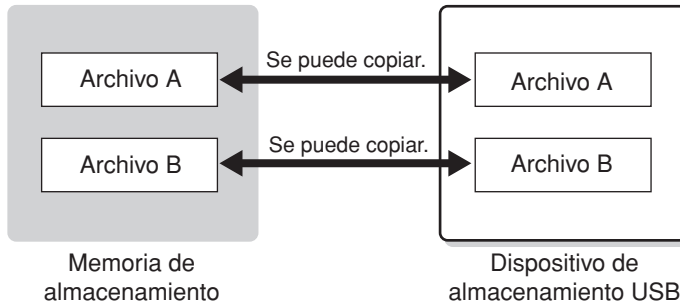 Se puede copiar.
Archivo A
Archivo A
Se puede copiar.
Archivo B
Archivo B
Memoria de
almacenamiento
Dispositivo de
almacenamiento USB